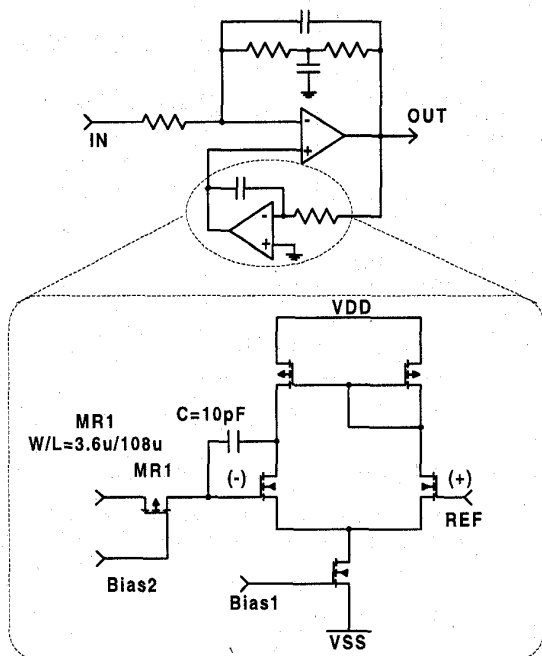 IN
-
+
OUT
-
+
VDD
C=10pF
MR1
W/L=3.6u/108u
MR1
(-)
(+)
REF
Bias2
Bias1
VSS